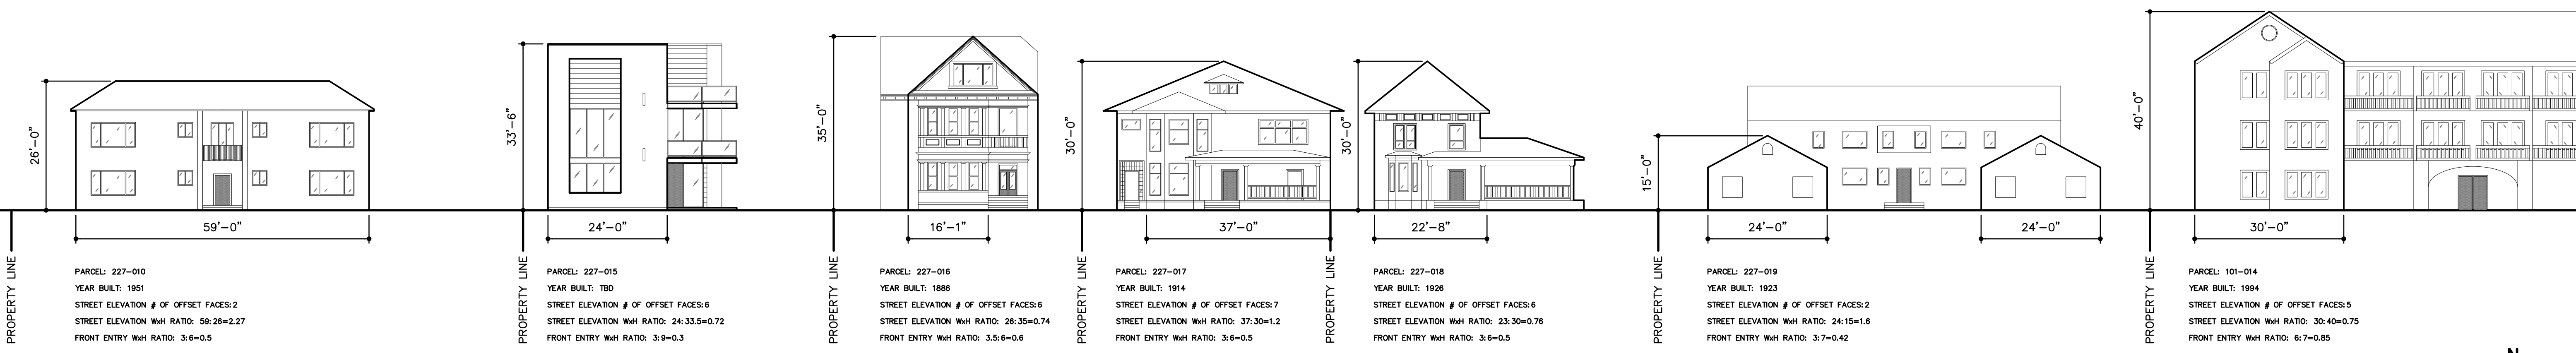 26'-0"
59'-0"
PROPERTY LINE
PARCEL: 227-010
YEAR BUILT: 1951
STREET ELEVATION # OF OFFSET FACES:2
STREET ELEVATION WxH RATIO: 59:26=2.27
FRONT ENTRY WxH RATIO: 3:6=0.5
33'-6"
24'-0"
PROPERTY LINE
PARCEL: 227-015
YEAR BUILT: TBD
STREET ELEVATION # OF OFFSET FACES:6
STREET ELEVATION WxH RATIO: 24:33.5=0.72
FRONT ENTRY WxH RATIO: 3:9=0.3
35'-0"
16'-1"
PROPERTY LINE
PARCEL: 227-016
YEAR BUILT: 1886
STREET ELEVATION # OF OFFSET FACES:6
STREET ELEVATION WxH RATIO: 26:35=0.74
FRONT ENTRY WxH RATIO: 3.5:6=0.6
30'-0"
37'-0"
PROPERTY LINE
PARCEL: 227-017
YEAR BUILT: 1914
STREET ELEVATION # OF OFFSET FACES:7
STREET ELEVATION WxH RATIO: 37:30=1.2
FRONT ENTRY WxH RATIO: 3:6=0.5
30'-0"
22'-8"
PROPERTY LINE
PARCEL: 227-018
YEAR BUILT: 1926
STREET ELEVATION # OF OFFSET FACES:6
STREET ELEVATION WxH RATIO: 23:30=0.76
FRONT ENTRY WxH RATIO: 3:6=0.5
15'-0"
24'-0"
24'-0"
PROPERTY LINE
PARCEL: 227-019
YEAR BUILT: 1923
STREET ELEVATION # OF OFFSET FACES:2
STREET ELEVATION WxH RATIO: 24:15=1.6
FRONT ENTRY WxH RATIO: 3:7=0.42
40'-0"
30'-0"
PROPERTY LINE
PARCEL: 101-014
YEAR BUILT: 1994
STREET ELEVATION # OF OFFSET FACES:5
STREET ELEVATION WxH RATIO: 30:40=0.75
FRONT ENTRY WxH RATIO: 6:7=0.85